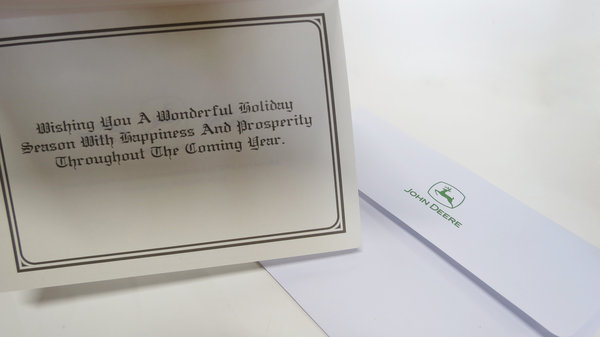 Wishing You A Wonderful Holiday
Season With Happiness And Prosperity
Throughout The Coming Year.
JOHN DEERE